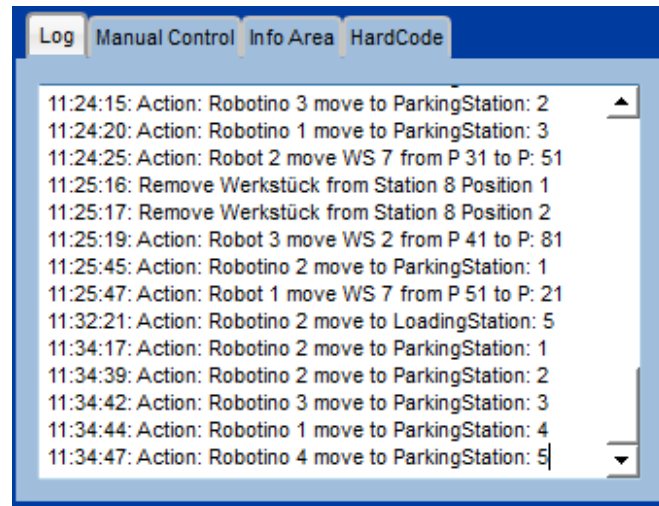 Log Manual Control Info Area HardCode
11:24:15: Action: Robotino 3 move to ParkingStation: 2
11:24:20: Action: Robotino 1 move to ParkingStation: 3
11:24:25: Action: Robot 2 move WS 7 from P 31 to P: 51
11:25:16: Remove Werkstück from Station 8 Position 1
11:25:17: Remove Werkstück from Station 8 Position 2
11:25:19: Action: Robot 3 move WS 2 from P 41 to P: 81
11:25:45: Action: Robotino 2 move to ParkingStation: 1
11:25:47: Action: Robot 1 move WS 7 from P 51 to P: 21
11:32:21: Action: Robotino 2 move to LoadingStation: 5
11:34:17: Action: Robotino 2 move to ParkingStation: 1
11:34:39: Action: Robotino 2 move to ParkingStation: 2
11:34:42: Action: Robotino 3 move to ParkingStation: 3
11:34:44: Action: Robotino 1 move to ParkingStation: 4
11:34:47: Action: Robotino 4 move to ParkingStation: 5